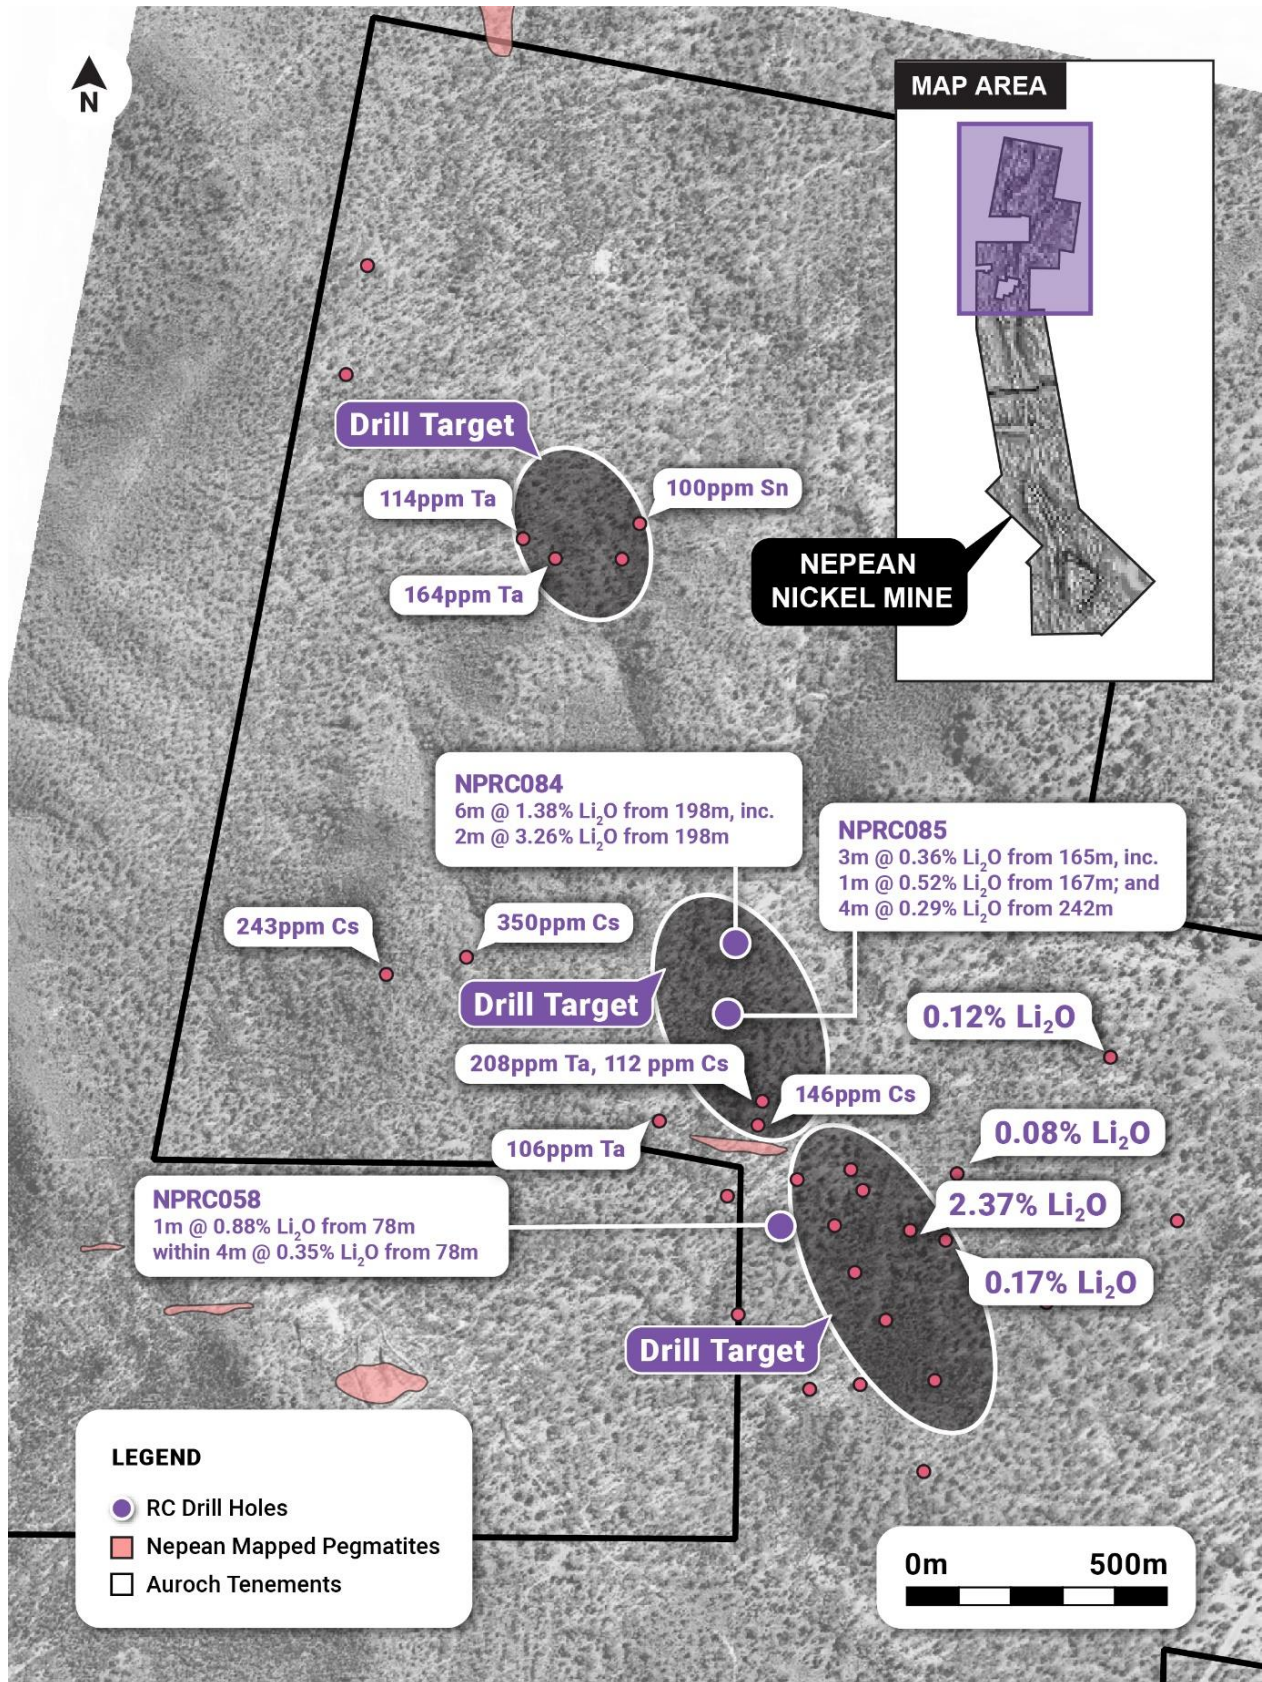 N
MAP AREA
Drill Target
114ppm Ta
100ppm Sn
164ppm Ta
NEPEAN
NICKEL MINE
NPRC084
6m @ 1.38% Li₂O from 198m, inc.
2m @ 3.26% Li₂O from 198m
NPRC085
3m @ 0.36% Li₂O from 165m, inc.
1m @ 0.52% Li₂O from 167m; and
4m @ 0.29% Li₂O from 242m
243ppm Cs
350ppm Cs
Drill Target
0.12% Li₂O
208ppm Ta, 112 ppm Cs
146ppm Cs
106ppm Ta
0.08% Li₂O
NPRC058
1m @ 0.88% Li₂O from 78m
within 4m @ 0.35% Li₂O from 78m
2.37% Li₂O
0.17% Li₂O
Drill Target
LEGEND
RC Drill Holes
Nepean Mapped Pegmatites
Auroch Tenements
0m 500m